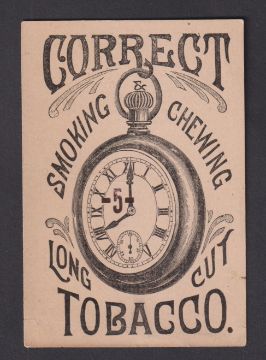 CORRECT
SMOKING & CHEWING
-5-
LONG CUT
TOBACCO.